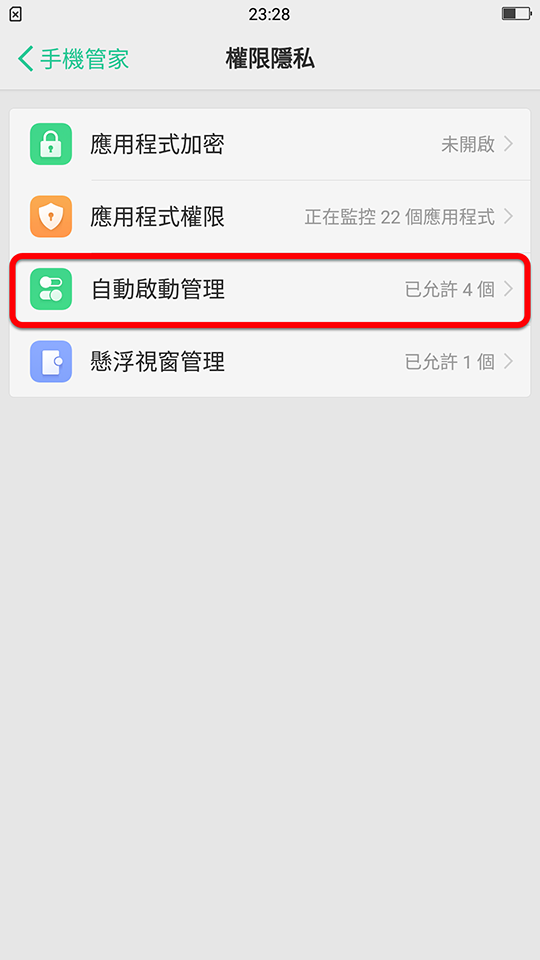 23:28
手機管家 權限隱私
應用程式加密 未開啟
應用程式權限 正在監控 22 個應用程式
自動啟動管理 已允許 4 個
懸浮視窗管理 已允許 1 個